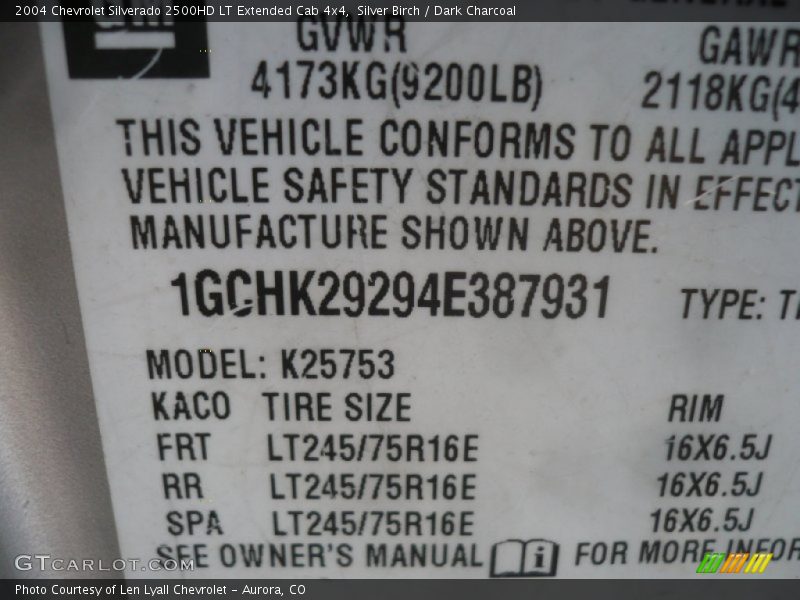 2004 Chevrolet Silverado 2500HD LT Extended Cab 4x4, Silver Birch / Dark Charcoal
GM
GVWR GAWR
4173KG(9200LB) 2118KG(4
THIS VEHICLE CONFORMS TO ALL APPL
VEHICLE SAFETY STANDARDS IN EFFECT
MANUFACTURE SHOWN ABOVE.
1GCHK29294E387931 TYPE:
MODEL: K25753
KACO TIRE SIZE RIM
FRT LT245/75R16E 16X6.5J
RR LT245/75R16E 16X6.5J
SPA LT245/75R16E 16X6.5J
SEE OWNER'S MANUAL i FOR MORE INFOR
GTCARLOT.COM
Photo Courtesy of Len Lyall Chevrolet - Aurora, CO